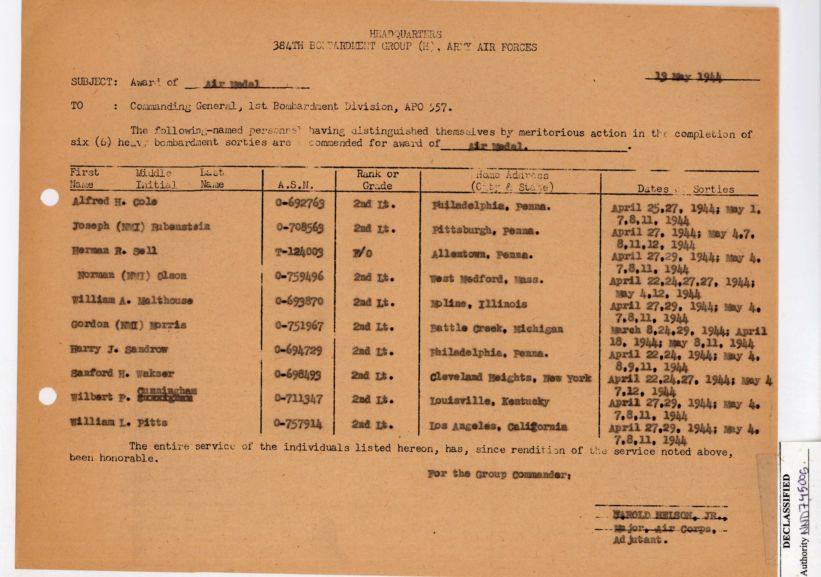 HEADQUARTERS
384TH BOMBARDMENT GROUP (H), ARMY AIR FORCES
SUBJECT: Award of Air Medal
19 May 1944
TO : Commanding General, 1st Bombardment Division, APO 557.
The following-named personnel having distinguished themselves by meritorious action in the completion of
six (6) heavy bombardment sorties are commended for award of Air Medal.
First Middle Last Rank or Home Address
Name Initial Name A.S.N. Grade (City & State) Dates of Sorties
Alfred H. Cole O-692763 2nd Lt. Philadelphia, Penna. April 25,27, 1944; May 1,
7,8,11, 1944
Joseph (NMI) Rubenstein O-708569 2nd Lt. Pittsburgh, Penna. April 27, 1944; May 4,7,
8,11,12, 1944
Herman R. Sell T-124003 F/O Allentown, Penna. April 27,29, 1944; May 4,
7,8,11, 1944
Norman (NMI) Olson O-759496 2nd Lt. West Medford, Mass. April 22,24,27,27, 1944;
May 4,12, 1944
William A. Malthouse O-693870 2nd Lt. Moline, Illinois April 27,29, 1944; May 4,
7,8,11, 1944
Gordon (NMI) Morris O-751967 2nd Lt. Battle Creek, Michigan March 8,24,29, 1944; April
18, 1944; May 8,11, 1944
Harry J. Sandrow O-694729 2nd Lt. Philadelphia, Penna. April 22,24, 1944; May 4,
8,9,11, 1944
Sanford H. Wakser O-698493 2nd Lt. Cleveland Heights, New York April 22,24,27, 1944; May 4
7,12, 1944
Wilbert P. Cunningham O-711347 2nd Lt. Louisville, Kentucky April 27,29, 1944; May 4,
7,8,11, 1944
William L. Pitts O-757914 2nd Lt. Los Angeles, California April 27,29, 1944; May 4,
7,8,11, 1944
The entire service of the individuals listed hereon, has, since rendition of the service noted above,
been honorable.
For the Group Commander:
HAROLD NELSON, JR.,
Major, Air Corps,
Adjutant.
DECLASSIFIED
Authority NND745006